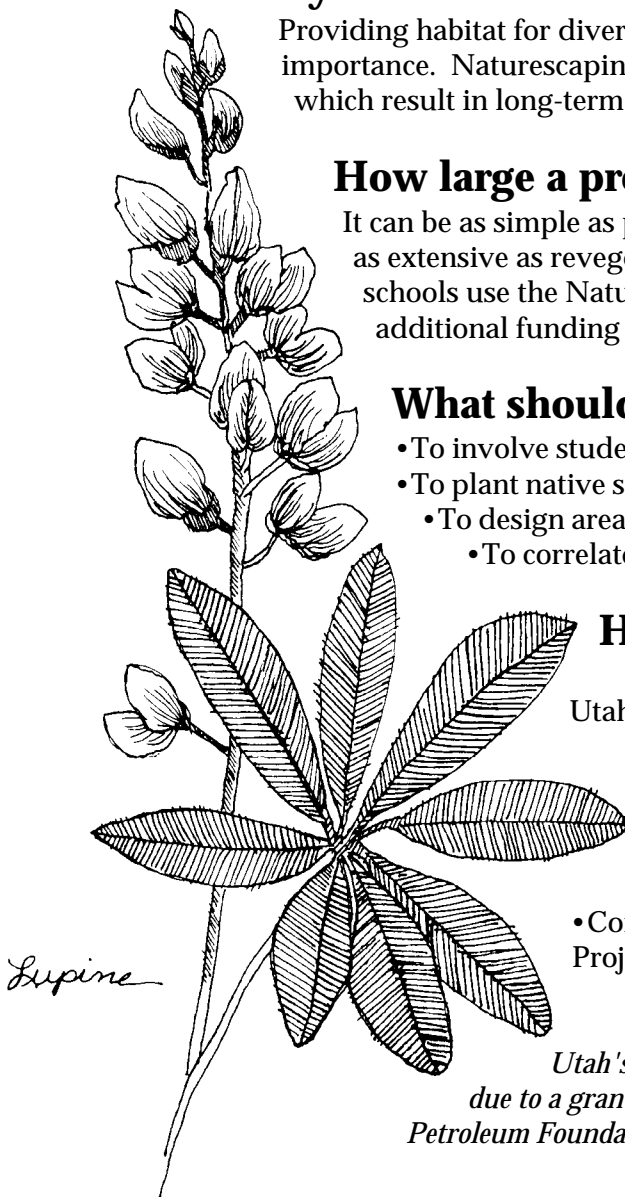 Providing habitat for diver
importance. Naturescapin
which result in long-term
How large a pr
It can be as simple as p
as extensive as reveg
schools use the Natu
additional funding
What should
•To involve stude
•To plant native s
•To design area
•To correlat
H
Utah
•Co
Proj
Lupine
Utah's
due to a gran
Petroleum Founda